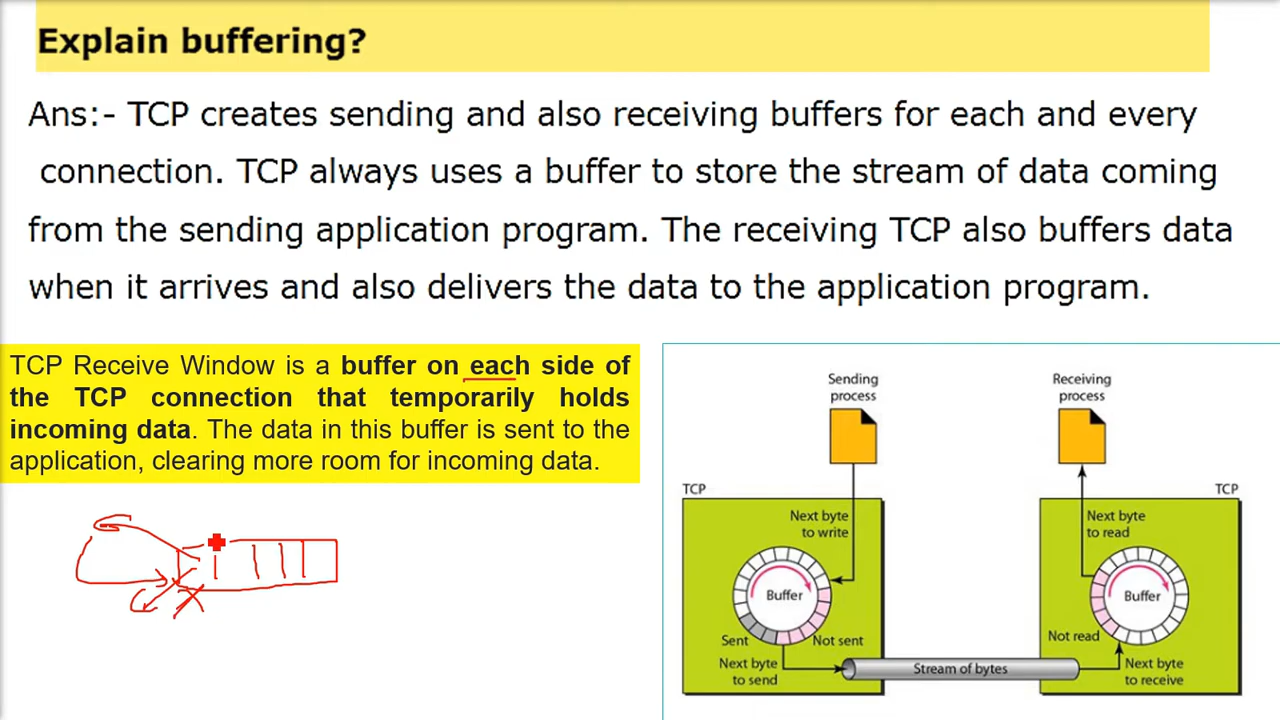 Explain buffering?
Ans:- TCP creates sending and also receiving buffers for each and every
connection. TCP always uses a buffer to store the stream of data coming
from the sending application program. The receiving TCP also buffers data
when it arrives and also delivers the data to the application program.
TCP Receive Window is a buffer on each side of
the TCP connection that temporarily holds
incoming data. The data in this buffer is sent to the
application, clearing more room for incoming data.
Sending
process
Receiving
process
TCP
TCP
Next byte
to write
Next byte
to read
Buffer
Buffer
Sent
Not sent
Not read
Next byte
to send
Stream of bytes
Next byte
to receive